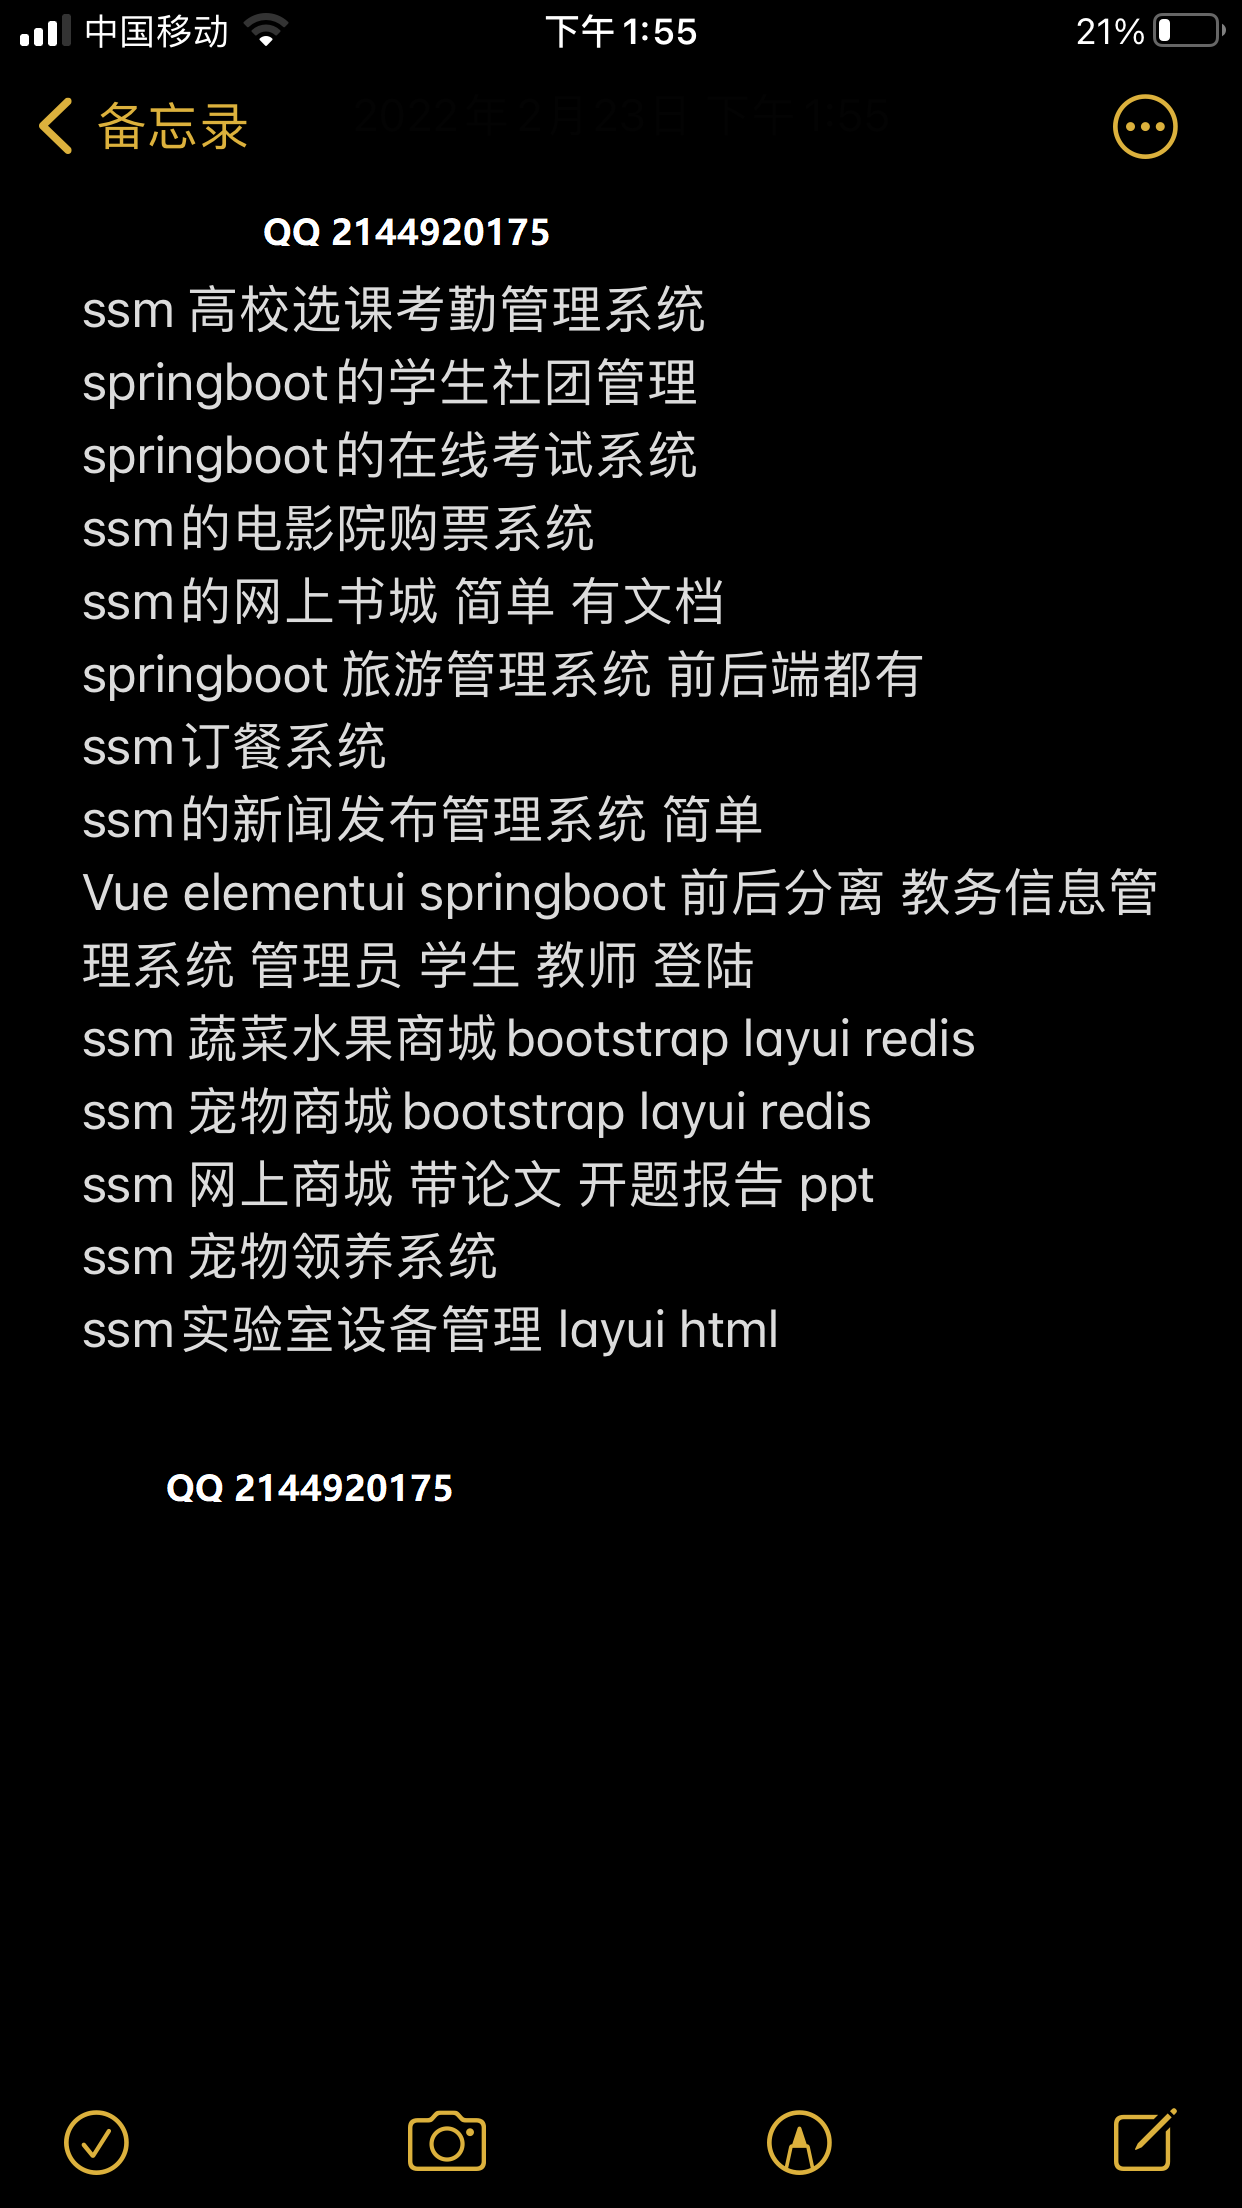 中国移动 下午 1:55 21%
备忘录
2022年2月23日 下午1:55
QQ 2144920175
ssm 高校选课考勤管理系统
springboot的学生社团管理
springboot的在线考试系统
ssm的电影院购票系统
ssm的网上书城 简单 有文档
springboot 旅游管理系统 前后端都有
ssm订餐系统
ssm的新闻发布管理系统 简单
Vue elementui springboot 前后分离 教务信息管
理系统 管理员 学生 教师 登陆
ssm 蔬菜水果商城bootstrap layui redis
ssm 宠物商城bootstrap layui redis
ssm 网上商城 带论文 开题报告 ppt
ssm 宠物领养系统
ssm实验室设备管理 layui html
QQ 2144920175